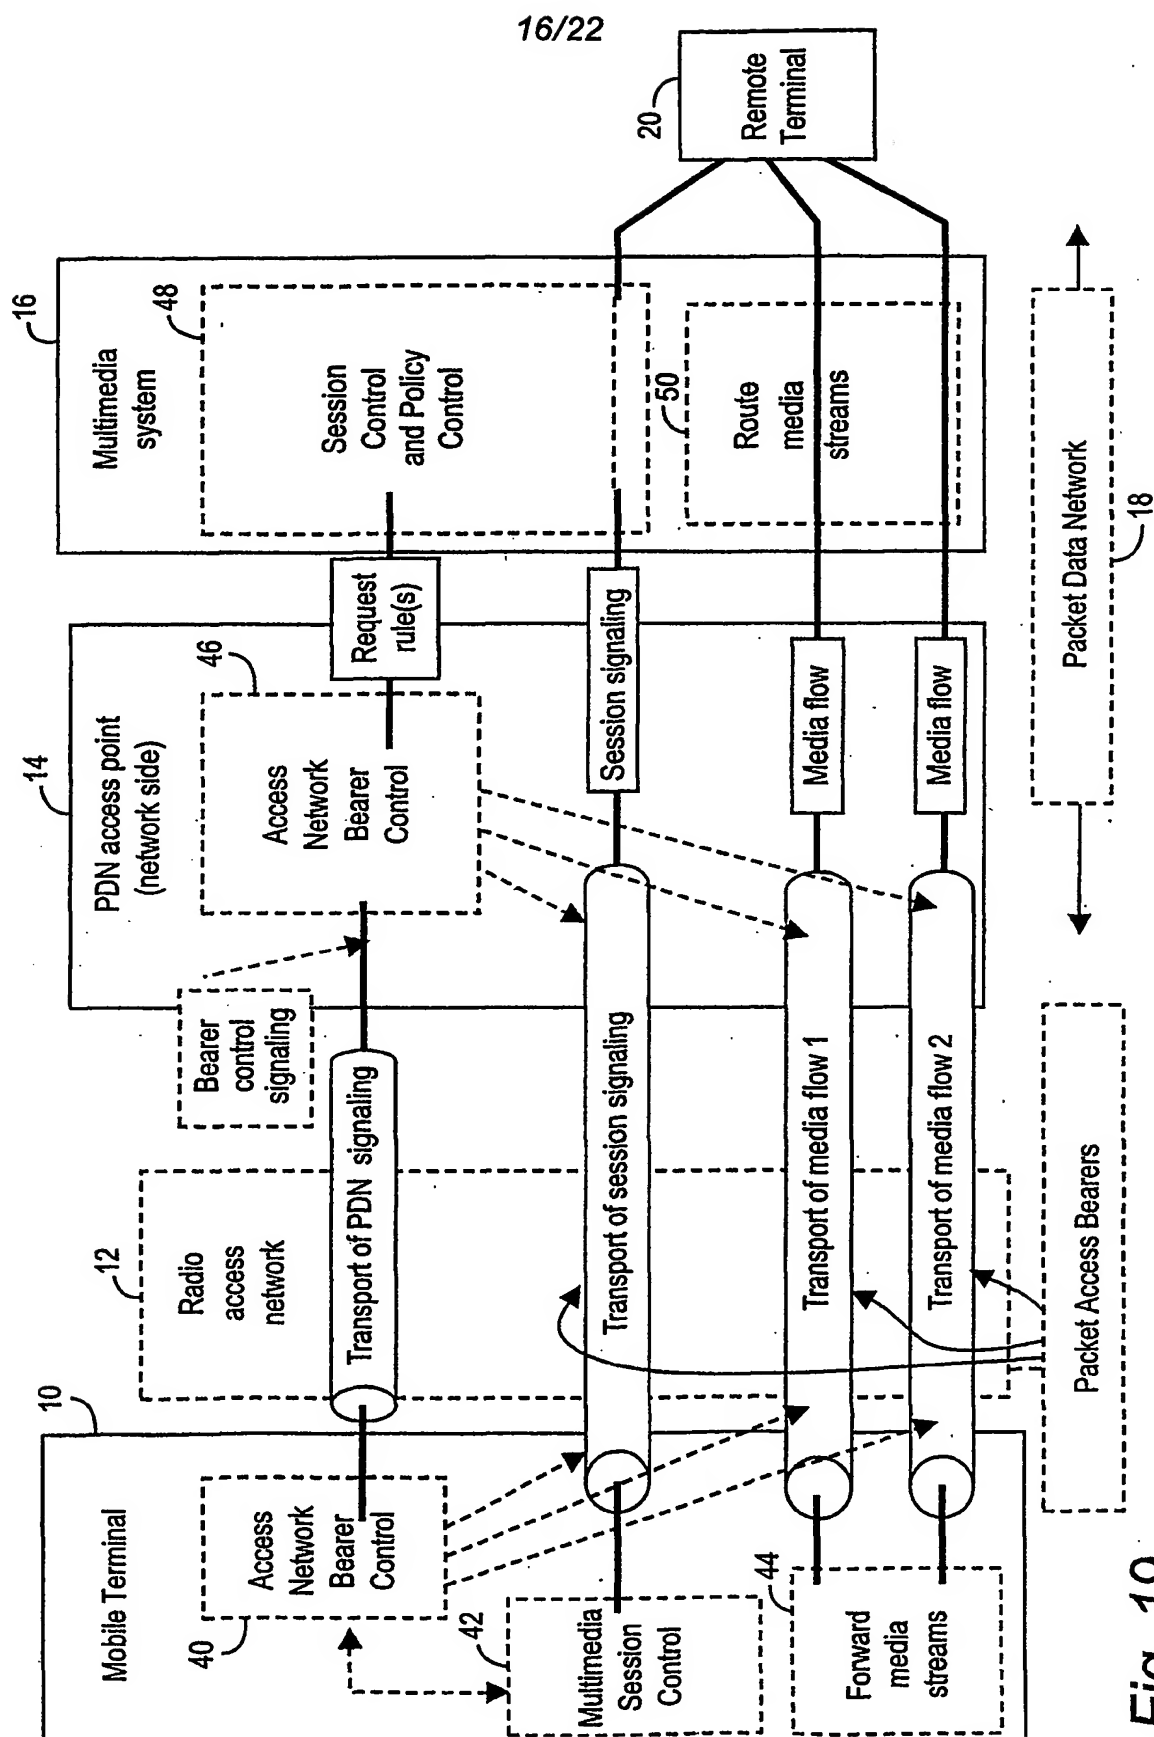 16/22
Mobile Terminal
10
Access
Network
Bearer
Control
40
Multimedia
Session
Control
42
Forward
media
streams
44
Radio
access
network
12
Transport of PDN signaling
Bearer
control
signaling
Transport of session signaling
Transport of media flow 1
Transport of media flow 2
Packet Access Bearers
PDN access point
(network side)
14
Access
Network
Bearer
Control
46
Request
rule(s)
Session signaling
Media flow
Media flow
Multimedia
system
16
Session
Control
and Policy
Control
48
Route
media
streams
50
Packet Data Network
18
Remote
Terminal
20
Fig.